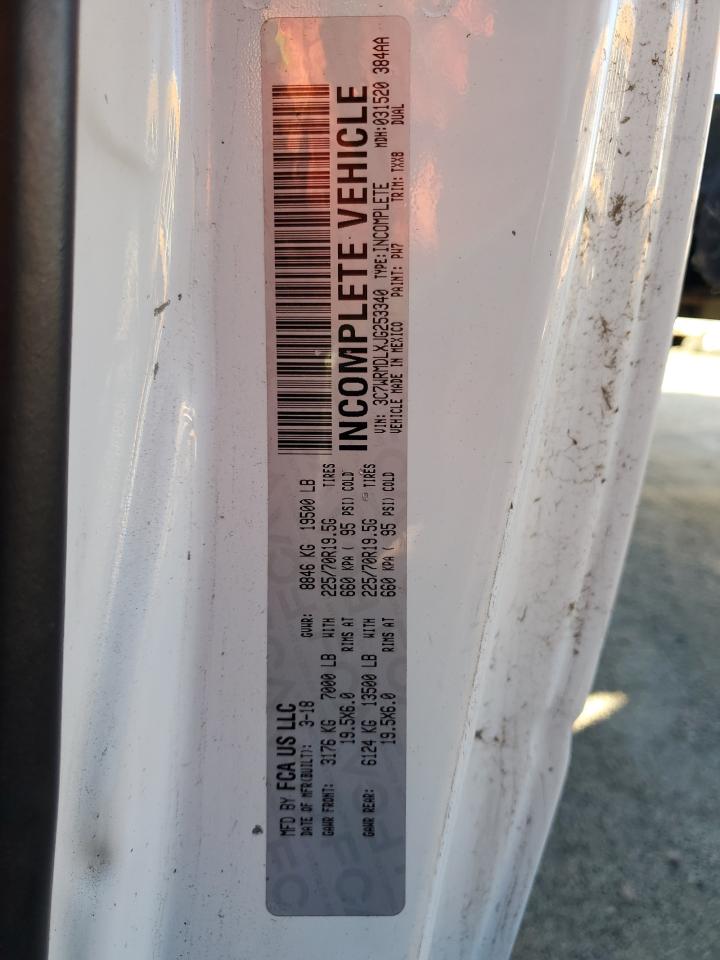 MFD BY FCA US LLC
DATE OF MFR(BUILT): 3-18 GVWR: 8846 KG 19500 LB
GAWR FRONT: 3176 KG 7000 LB WITH 225/70R19.5G TIRES
19.5X6.0 RIMS AT 660 KPA ( 95 PSI) COLD
GAWR REAR: 6124 KG 13500 LB WITH 225/70R19.5G TIRES
19.5X6.0 RIMS AT 660 KPA ( 95 PSI) COLD
INCOMPLETE VEHICLE
VIN: 3C7WRMDLXJG253340 TYPE: INCOMPLETE MDH: 031520 384AA
VEHICLE MADE IN MEXICO PAINT: PW7 TRIM: TXX8 DUAL